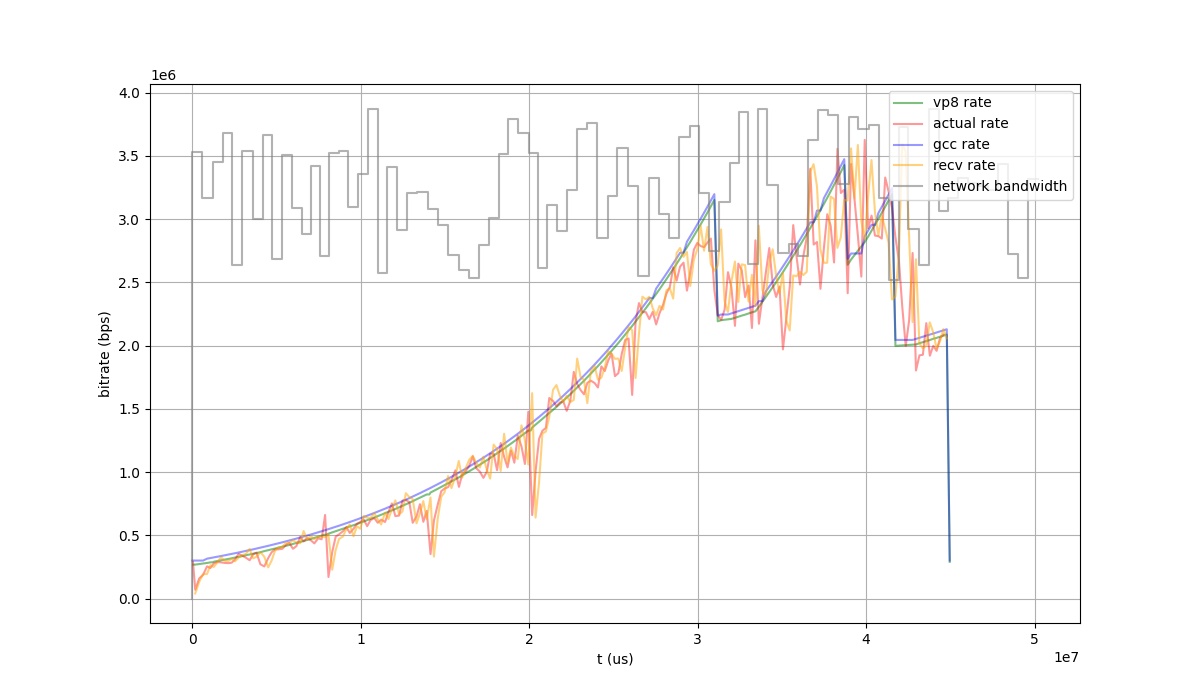 1e6
4.0
3.5
3.0
2.5
2.0
1.5
1.0
0.5
0.0
bitrate (bps)
vp8 rate
actual rate
gcc rate
recv rate
network bandwidth
0 1 2 3 4 5
t (us)
1e7